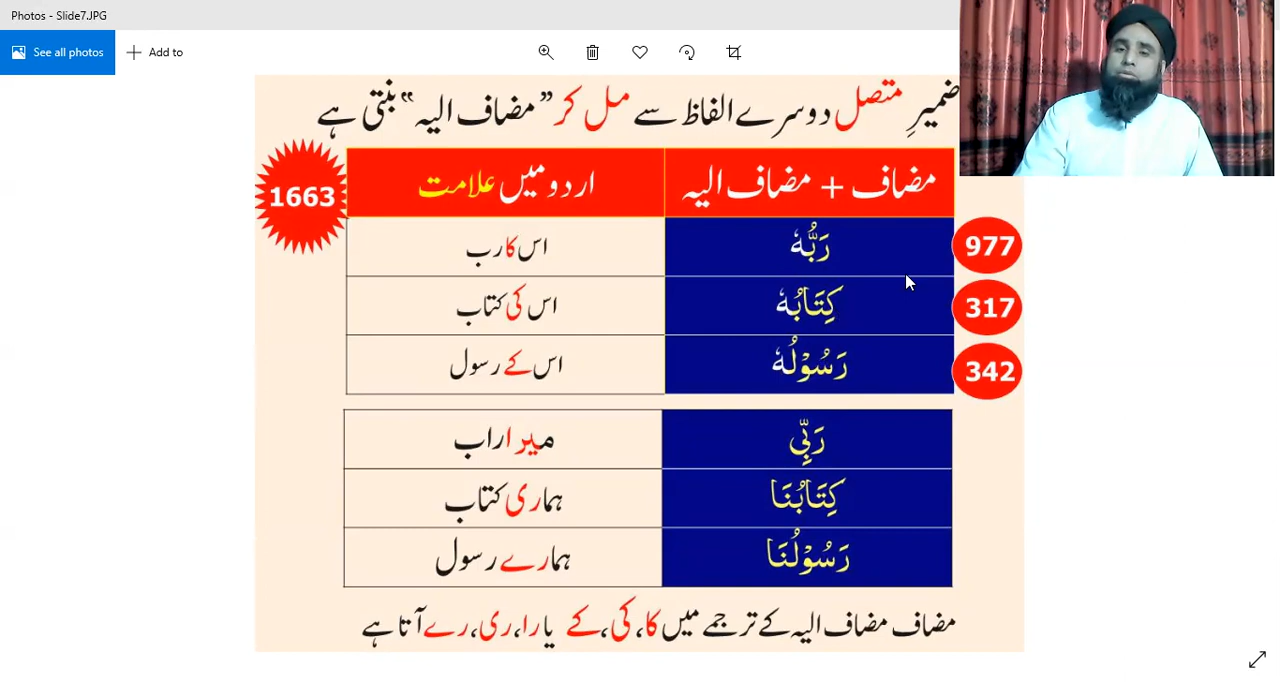 Photos - Slide7.JPG
See all photos
Add to
ضمیرِ متصل دوسرے الفاظ سے مل کر ”مضاف الیہ“ بنتی ہے
مضاف + مضاف الیہ
اردو میں علامت
1663
رَبُّہٗ
اس کا رب
977
کِتَابُہٗ
اس کی کتاب
317
رَسُوْلُہٗ
اس کے رسول
342
رَبِّی
میرا راب
کِتَابُنَا
ہماری کتاب
رَسُوْلُنَا
ہمارے رسول
مضاف مضاف الیہ کے ترجمے میں کا، کی، کے یا را، ری، رے آتا ہے